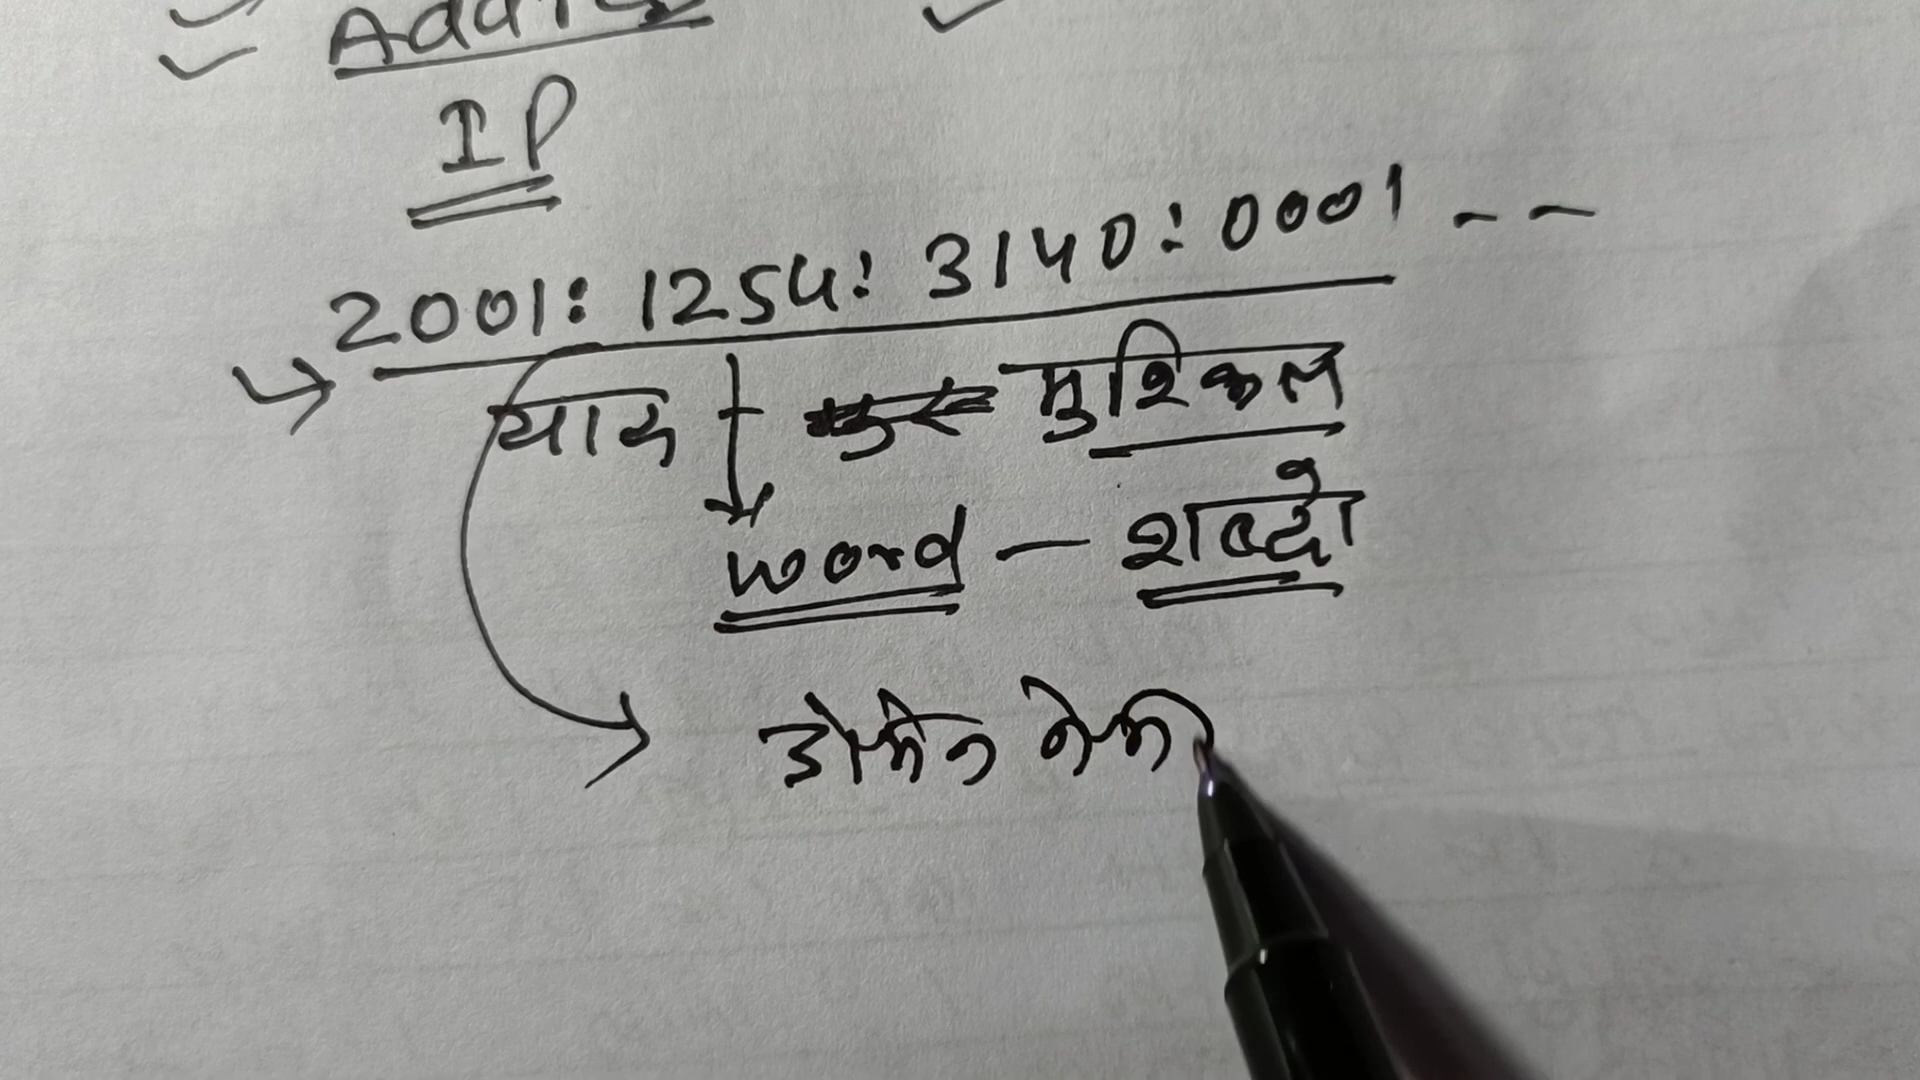 IP
2001: 1254: 3140:0001 --
याद मुश्किल
word - शब्दो
डोमेन नेम